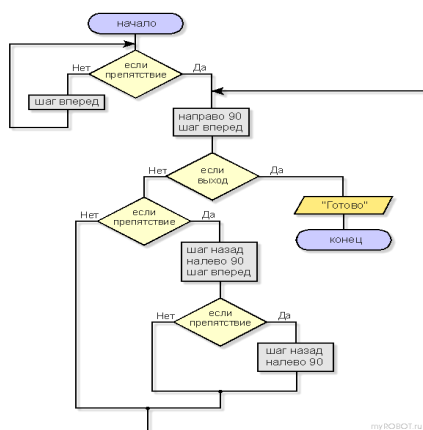 начало
если
препятствие
Нет
Да
шаг вперед
направо 90
шаг вперед
если
выход
Нет
Да
"Готово"
конец
если
препятствие
Нет
Да
шаг назад
налево 90
шаг вперед
если
препятствие
Нет
Да
шаг назад
налево 90
myROBOT.ru